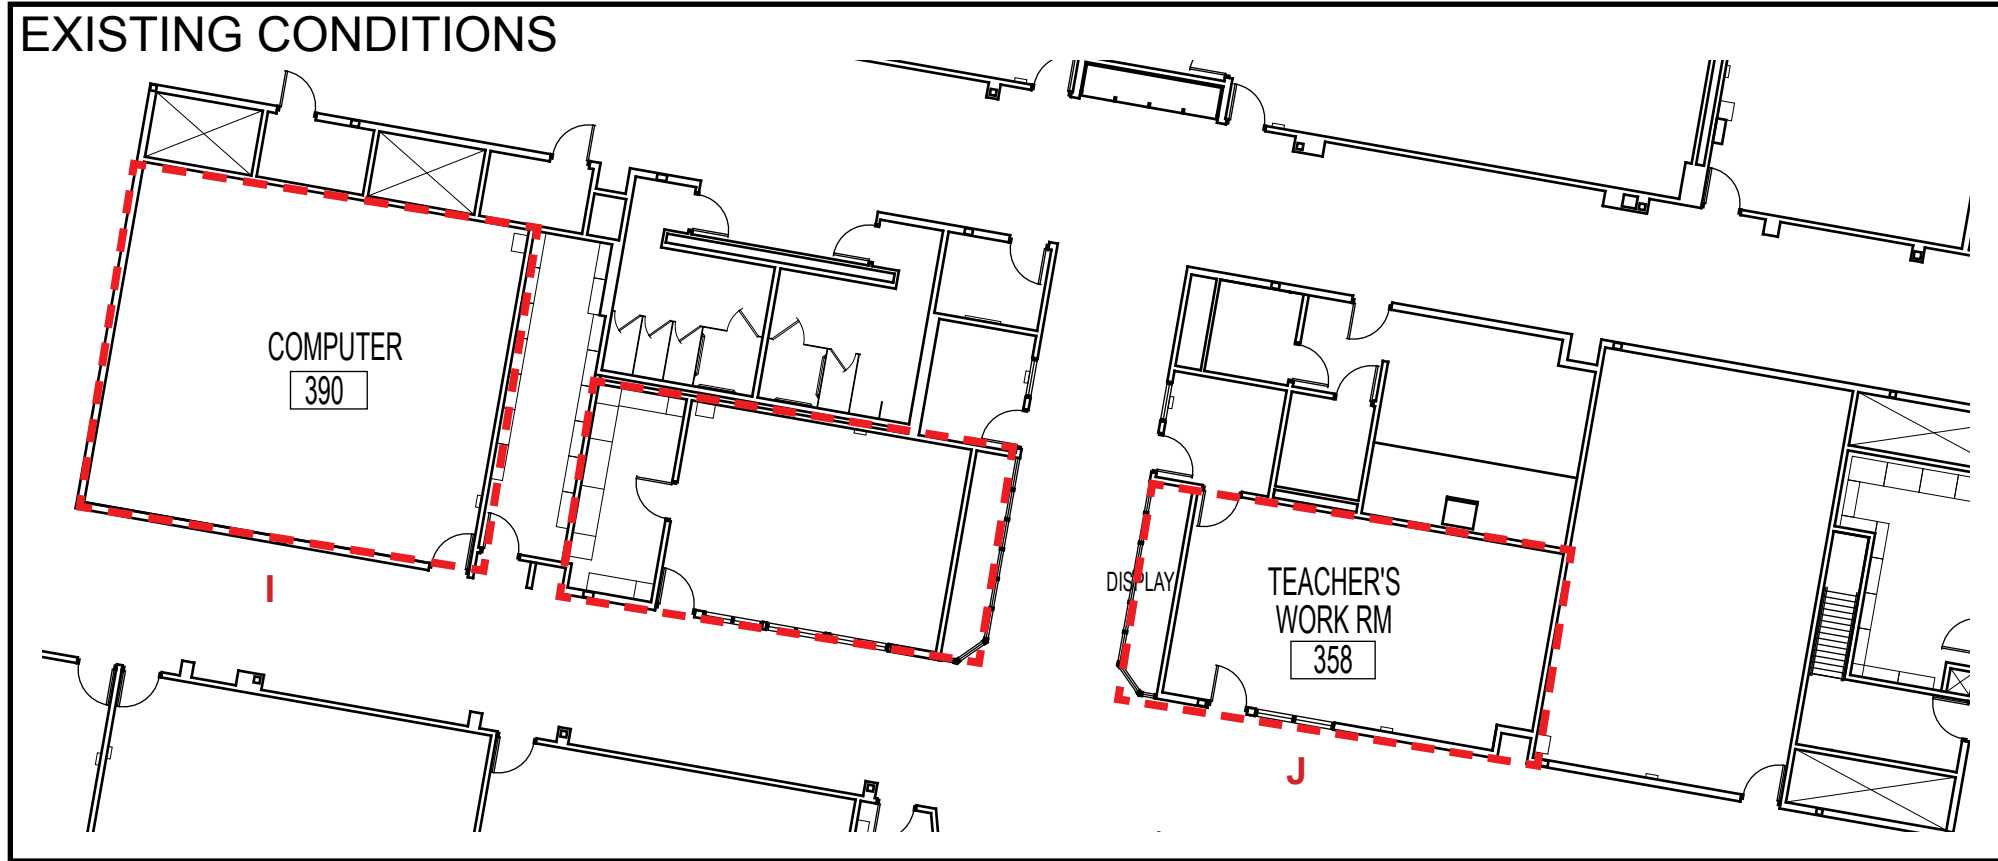 EXISTING CONDITIONS
COMPUTER
390
I
DISPLAY
TEACHER'S
WORK RM
358
J